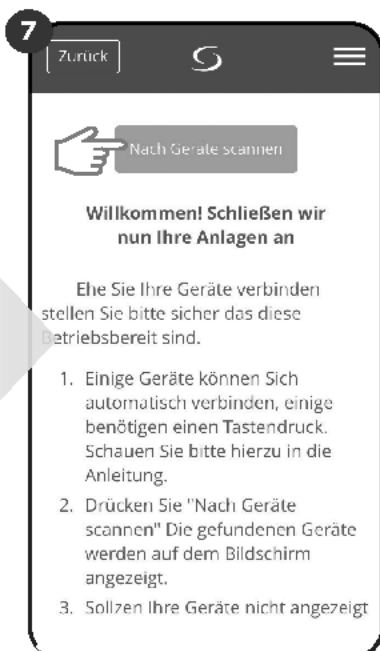 7
Zurück
Nach Geräte scannen
Willkommen! Schließen wir
nun Ihre Anlagen an
Ehe Sie Ihre Geräte verbinden
stellen Sie bitte sicher das diese
Betriebsbereit sind.
1. Einige Geräte können Sich
automatisch verbinden, einige
benötigen einen Tastendruck.
Schauen Sie bitte hierzu in die
Anleitung.
2. Drücken Sie "Nach Geräte
scannen" Die gefundenen Geräte
werden auf dem Bildschirm
angezeigt.
3. Sollzen Ihre Geräte nicht angezeigt